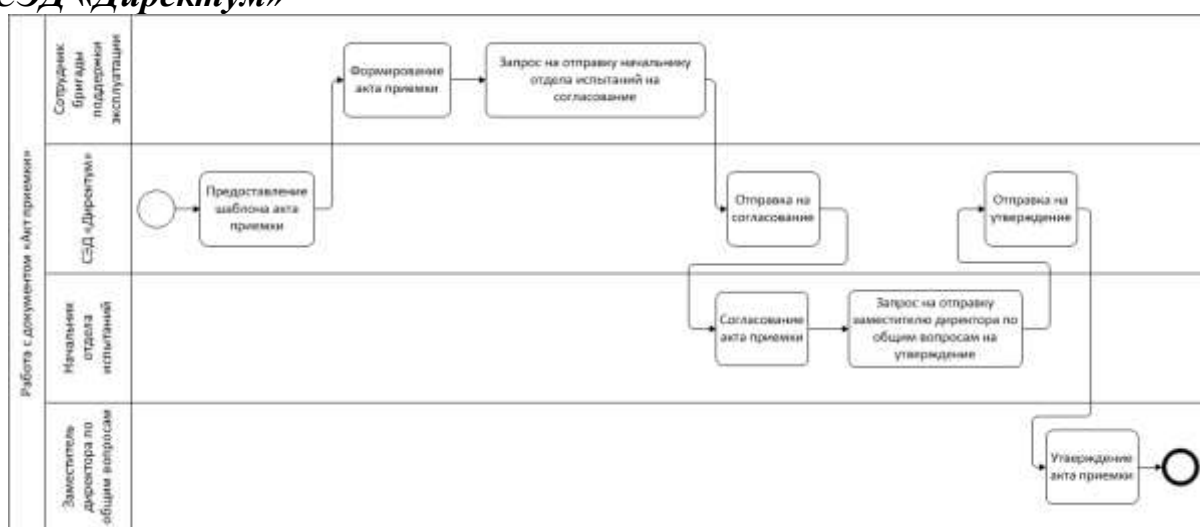 СЭД «Директум»
Работа с документом «Акт приемки»
Сотрудник
бригады
поддержки
эксплуатации
Формирование
акта приемки
Запрос на отправку начальнику
отдела испытаний на
согласование
СЭД «Директум»
Предоставление
шаблона акта
приемки
Отправка на
согласование
Отправка на
утверждение
Начальник
отдела
испытаний
Согласование
акта приемки
Запрос на отправку
заместителю директора по
общим вопросам на
утверждение
Заместитель
директора по
общим вопросам
Утверждение
акта приемки